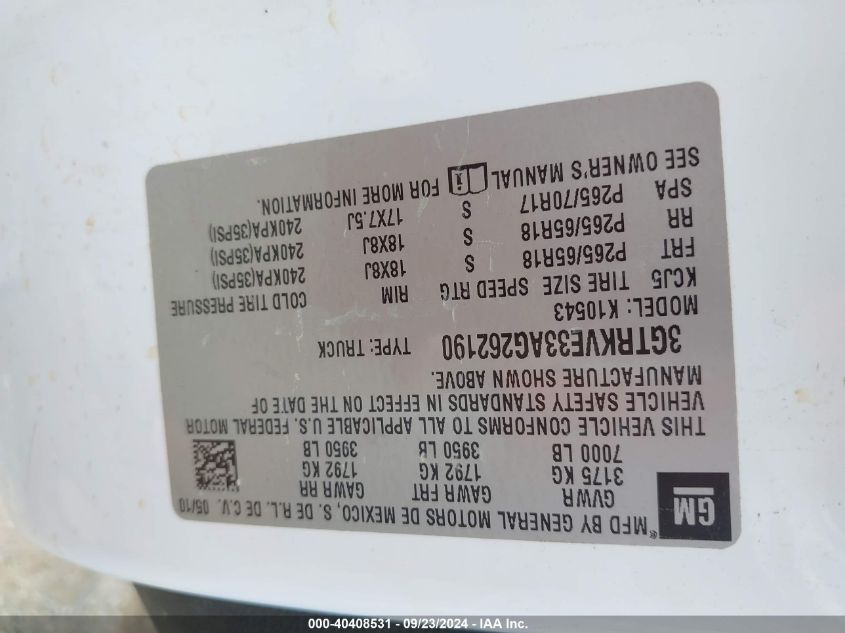 GM
MFD BY GENERAL MOTORS DE MEXICO, S. DE R.L. DE C.V. 05/10
GVWR GAWR FRT GAWR RR
3175 KG 1792 KG 1792 KG
7000 LB 3950 LB 3950 LB
THIS VEHICLE CONFORMS TO ALL APPLICABLE U.S. FEDERAL MOTOR
VEHICLE SAFETY STANDARDS IN EFFECT ON THE DATE OF
MANUFACTURE SHOWN ABOVE.
3GTRKVE33AG262190 TYPE: TRUCK
MODEL: K10543
KCJ5 TIRE SIZE SPEED RTG RIM COLD TIRE PRESSURE
FRT P265/65R18 S 18X8J 240KPA(35PSI)
RR P265/65R18 S 18X8J 240KPA(35PSI)
SPA P265/70R17 S 17X7.5J 240KPA(35PSI)
SEE OWNER'S MANUAL FOR MORE INFORMATION.
000-40408531 - 09/23/2024 - IAA Inc.